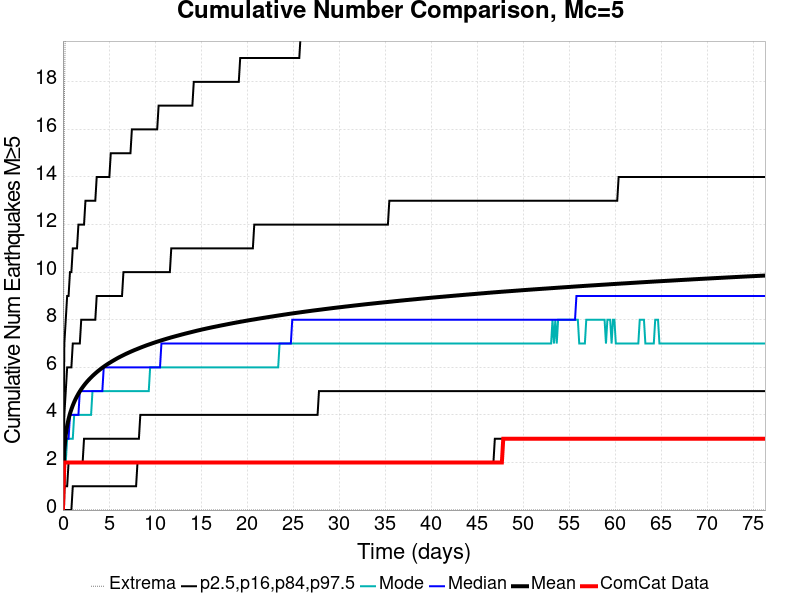 Cumulative Number Comparison, Mc=5
Cumulative Num Earthquakes M≥5
18
16
14
12
10
8
6
4
2
0
0 5 10 15 20 25 30 35 40 45 50 55 60 65 70 75
Time (days)
Extrema p2.5,p16,p84,p97.5 Mode Median Mean ComCat Data